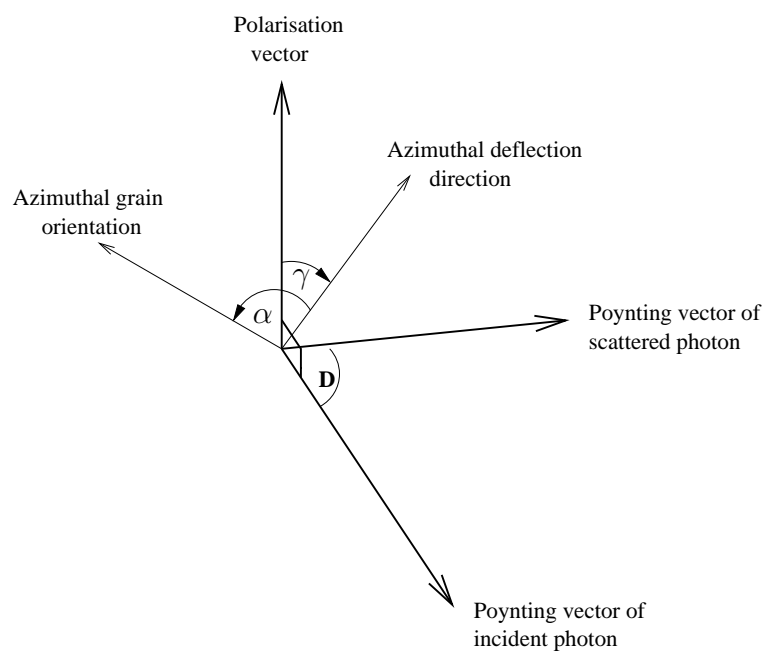 Polarisation
vector
Azimuthal deflection
direction
Azimuthal grain
orientation
γ
α
Poynting vector of
scattered photon
D
Poynting vector of
incident photon